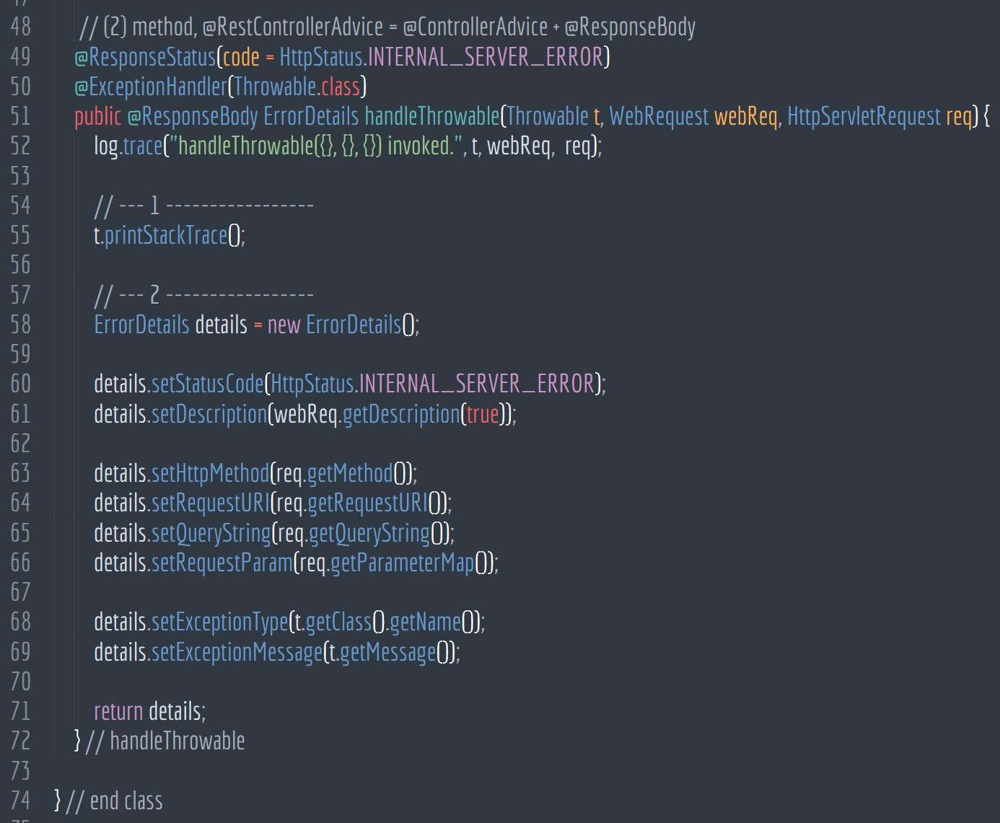 48 // (2) method, @RestControllerAdvice = @ControllerAdvice + @ResponseBody
49 @ResponseStatus(code = HttpStatus.INTERNAL_SERVER_ERROR)
50 @ExceptionHandler(Throwable.class)
51 public @ResponseBody ErrorDetails handleThrowable(Throwable t, WebRequest webReq, HttpServletRequest req) {
52 log.trace("handleThrowable({}, {}, {}) invoked.", t, webReq,  req);
53
54 // --- 1 -----------------
55 t.printStackTrace();
56
57 // --- 2 -----------------
58 ErrorDetails details = new ErrorDetails();
59
60 details.setStatusCode(HttpStatus.INTERNAL_SERVER_ERROR);
61 details.setDescription(webReq.getDescription(true));
62
63 details.setHttpMethod(req.getMethod());
64 details.setRequestURI(req.getRequestURI());
65 details.setQueryString(req.getQueryString());
66 details.setRequestParam(req.getParameterMap());
67
68 details.setExceptionType(t.getClass().getName());
69 details.setExceptionMessage(t.getMessage());
70
71 return details;
72 } // handleThrowable
73
74 } // end class